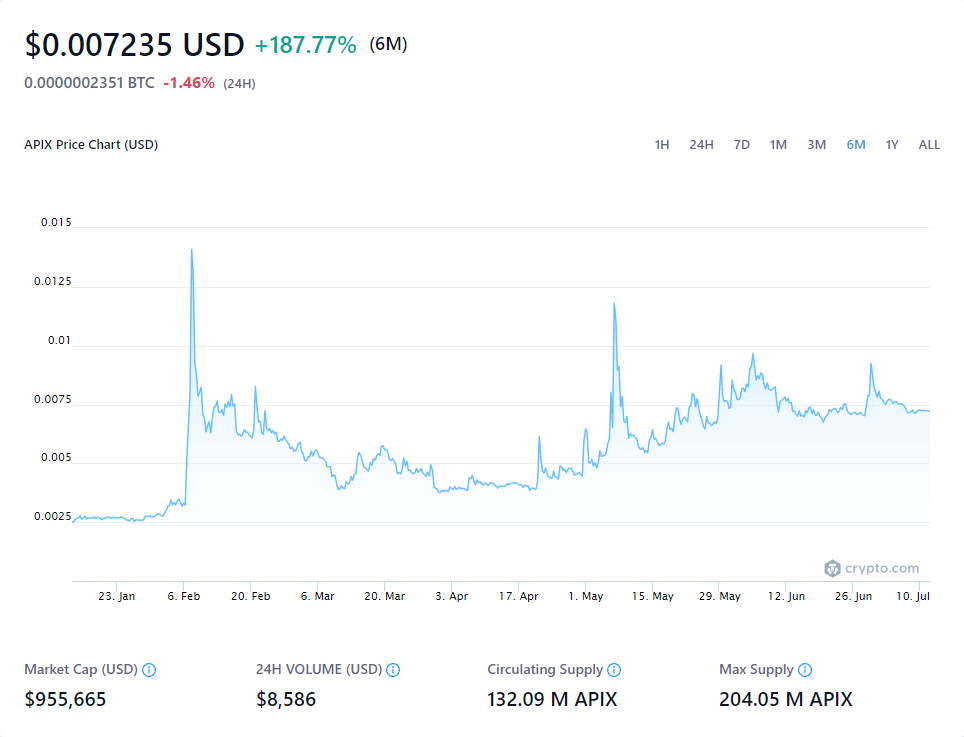 $0.007235 USD +187.77% (6M)
0.0000002351 BTC -1.46% (24H)
APIX Price Chart (USD) 1H 24H 7D 1M 3M 6M 1Y ALL
0.015
0.0125
0.01
0.0075
0.005
0.0025
crypto.com
23. Jan 6. Feb 20. Feb 6. Mar 20. Mar 3. Apr 17. Apr 1. May 15. May 29. May 12. Jun 26. Jun 10. Jul
Market Cap (USD) 24H VOLUME (USD) Circulating Supply Max Supply
$955,665 $8,586 132.09 M APIX 204.05 M APIX